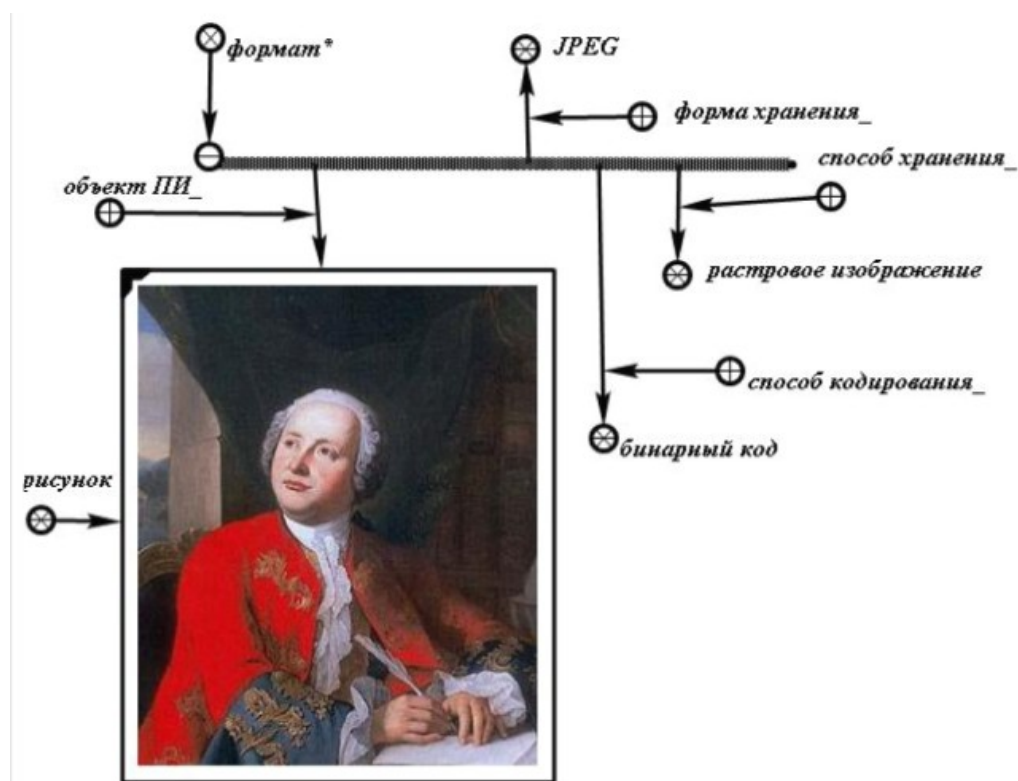 формат*
JPEG
форма хранения_
способ хранения_
объект ПИ_
растровое изображение
способ кодирования_
бинарный код
рисунок